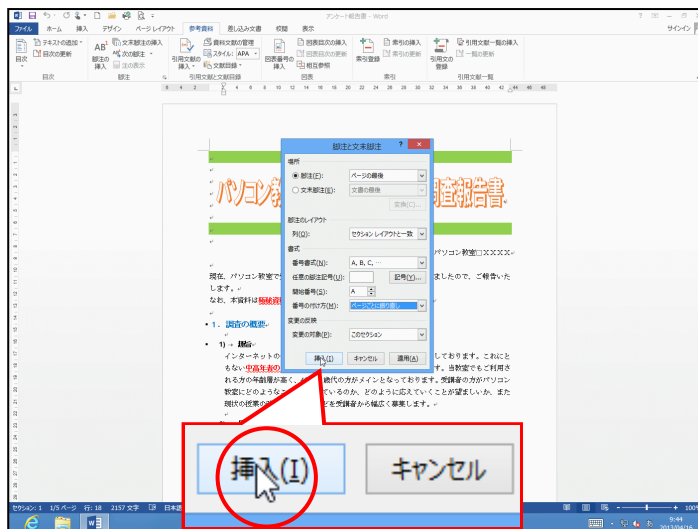 アンケート報告書 - Word
ファイル ホーム 挿入 デザイン ページ レイアウト 参考資料 差し込み文書 校閲 表示 サインイン
目次
テキストの追加
目次の更新
目次
AB¹
脚注の挿入
文末脚注の挿入
次の脚注
注の表示
脚注
引用文献の挿入
資料文献の管理
スタイル: APA
文献目録
引用文献と文献目録
図表番号の挿入
図表目次の挿入
図表目次の更新
相互参照
図表
索引登録
索引の挿入
索引の更新
索引
引用文の登録
引用文献一覧の挿入
一覧の更新
引用文献一覧
脚注と文末脚注 ? ×
場所
脚注(F): ページの最後
文末脚注(E): 文書の最後
変換(C)...
脚注のレイアウト
列(O): セクション レイアウトと一致
書式
番号書式(N): A, B, C, …
任意の脚注記号(U): 記号(Y)...
開始番号(S): A
番号の付け方(M): ページごとに振り直し
変更の反映
変更の対象(P): このセクション
挿入(I) キャンセル 適用(A)
パソコン教
調査報告書
パソコン教室□XXXX
現在、パソコン教室で
ましたので、ご報告いた
します。
なお、本資料は極秘資
1. 調査の概要
1) → 趣旨
インターネットの
しております。これにと
もない中高年者の
す。当教室でもご利用さ
れる方の年齢層が高く、
歳代の方がメインとなっております。受講者の方がパソコン
教室にどのようなこ
ているのか、どのように応えていくことが望ましいか、また
現状の授業の
どを受講者から幅広く募集します。
挿入(I) キャンセル
セクション: 1 1/5 ページ 行: 18 2157 文字 日本語 100%
9:44
2013/04/16